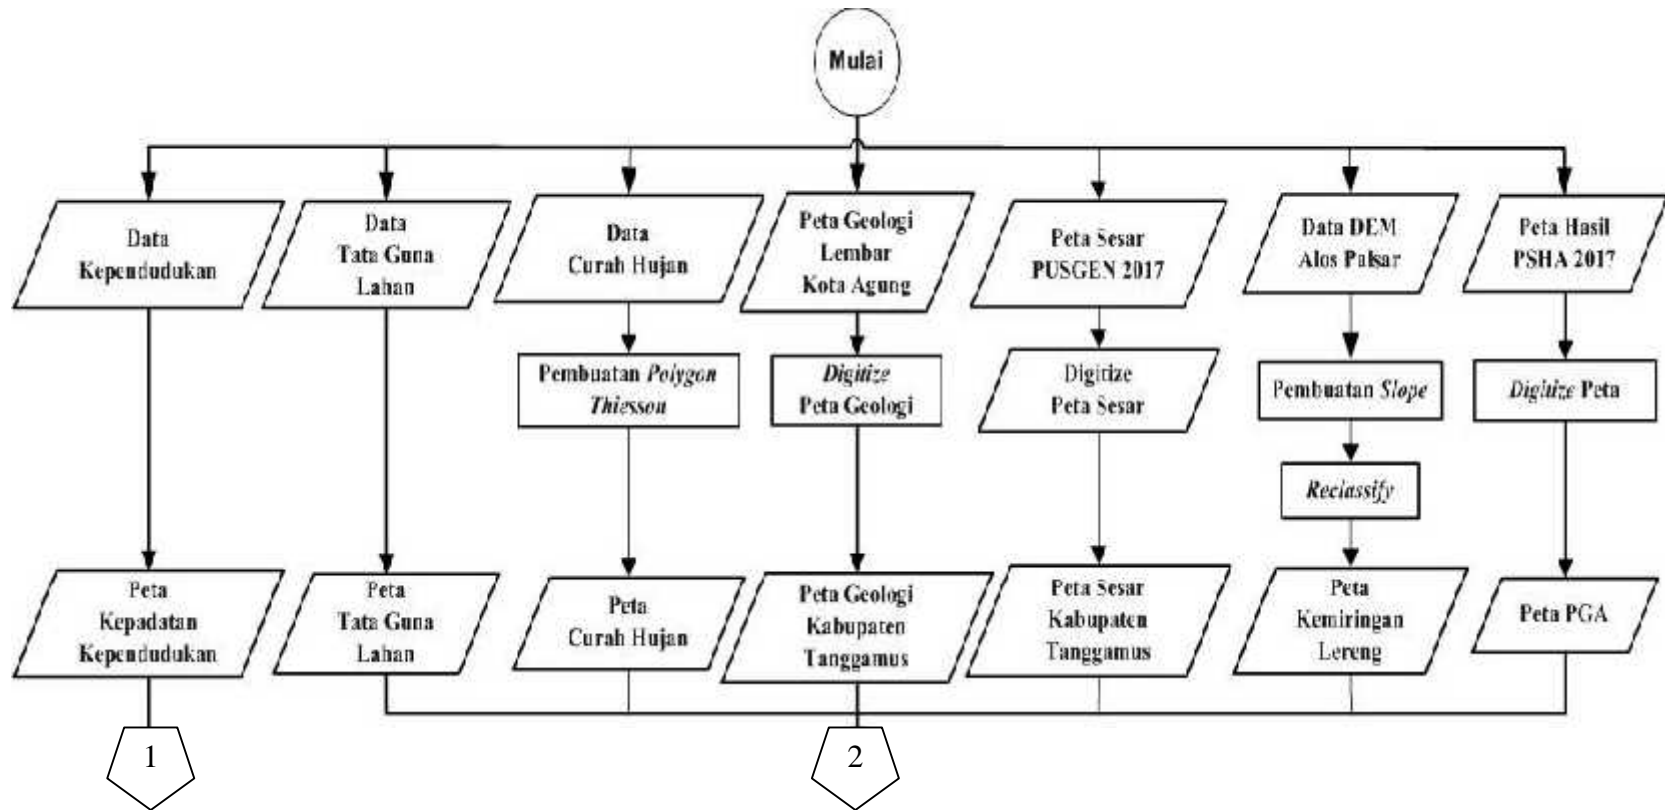 Mulai
Data
Kependudukan
Data
Tata Guna
Lahan
Data
Curah Hujan
Peta Geologi
Lembar
Kota Agung
Peta Sesar
PUSGEN 2017
Data DEM
Alos Palsar
Peta Hasil
PSHA 2017
Pembuatan Polygon
Thiesson
Digitize
Peta Geologi
Digitize
Peta Sesar
Pembuatan Slope
Digitize Peta
Reclassify
Peta
Kepadatan
Kependudukan
Peta
Tata Guna
Lahan
Peta
Curah Hujan
Peta Geologi
Kabupaten
Tanggamus
Peta Sesar
Kabupaten
Tanggamus
Peta
Kemiringan
Lereng
Peta PGA
1
2